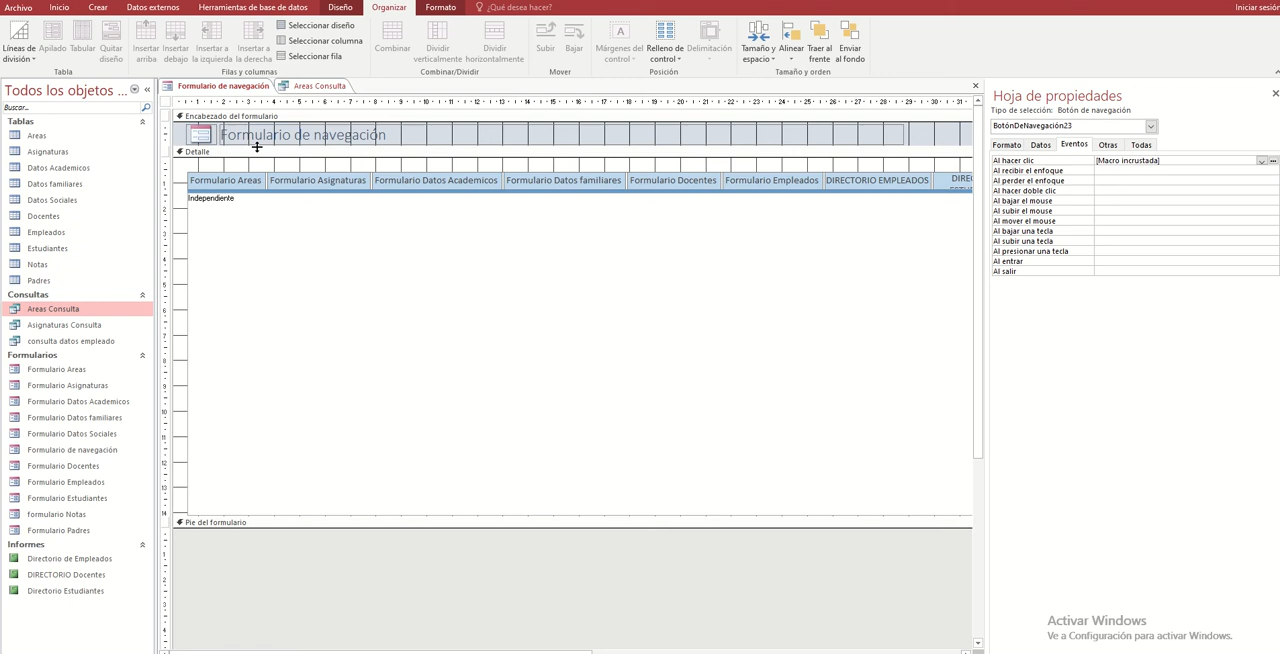 Archivo Inicio Crear Datos externos Herramientas de base de datos Diseño Organizar Formato ¿Qué desea hacer? Iniciar sesión
Líneas de división Apilado Tabular Quitar diseño
Insertar arriba Insertar debajo Insertar a la izquierda Insertar a la derecha
Seleccionar diseño
Seleccionar columna
Seleccionar fila
Combinar Dividir verticalmente Dividir horizontalmente
Subir Bajar
Márgenes del control Relleno de control Delimitación
Tamaño y espacio Alinear Traer al frente Enviar al fondo
Tabla Filas y columnas Combinar/Dividir Mover Posición Tamaño y orden
Todos los objetos ...
Buscar...
Tablas
Areas
Asignaturas
Datos Academicos
Datos familiares
Datos Sociales
Docentes
Empleados
Estudiantes
Notas
Padres
Consultas
Areas Consulta
Asignaturas Consulta
consulta datos empleado
Formularios
Formulario Areas
Formulario Asignaturas
Formulario Datos Academicos
Formulario Datos familiares
Formulario Datos Sociales
Formulario de navegación
Formulario Docentes
Formulario Empleados
Formulario Estudiantes
formulario Notas
Formulario Padres
Informes
Directorio de Empleados
DIRECTORIO Docentes
Directorio Estudiantes
Formulario de navegación Areas Consulta
Encabezado del formulario
Formulario de navegación
Detalle
Formulario Areas Formulario Asignaturas Formulario Datos Academicos Formulario Datos familiares Formulario Docentes Formulario Empleados DIRECTORIO EMPLEADOS
Independiente
Pie del formulario
Hoja de propiedades
Tipo de selección: Botón de navegación
BotónDeNavegación23
Formato Datos Eventos Otras Todas
Al hacer clic [Macro incrustada]
Al recibir el enfoque
Al perder el enfoque
Al hacer doble clic
Al bajar el mouse
Al subir el mouse
Al mover el mouse
Al bajar una tecla
Al subir una tecla
Al presionar una tecla
Al entrar
Al salir
Activar Windows
Ve a Configuración para activar Windows.